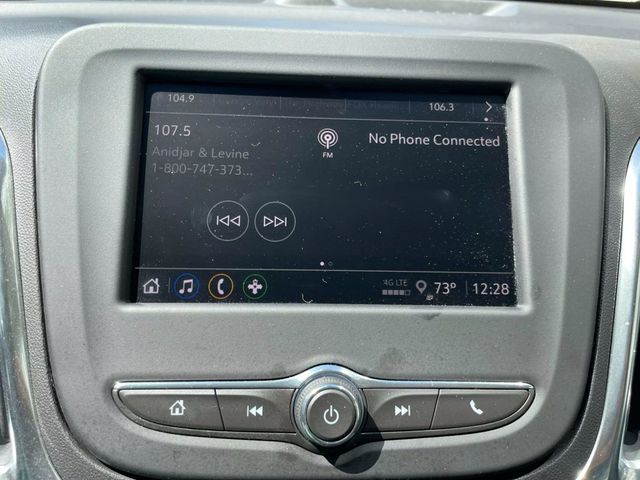 104.9 106.3
107.5
No Phone Connected
FM
Anidjar & Levine
1-800-747-373...
4G LTE
73° 12:28